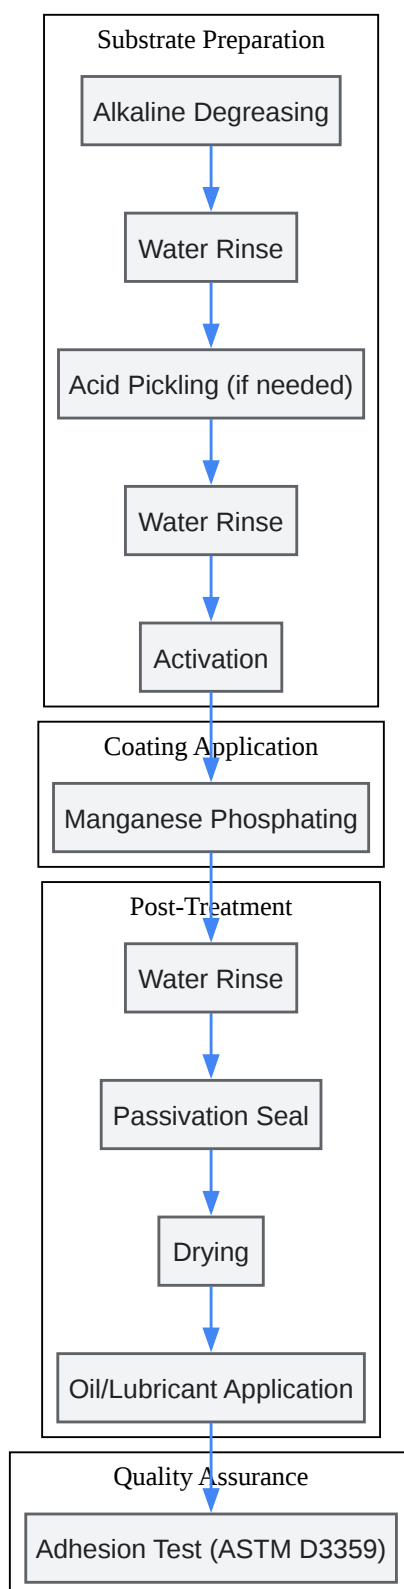 Substrate Preparation
Alkaline Degreasing
Water Rinse
Acid Pickling (if needed)
Water Rinse
Activation
Coating Application
Manganese Phosphating
Post-Treatment
Water Rinse
Passivation Seal
Drying
Oil/Lubricant Application
Quality Assurance
Adhesion Test (ASTM D3359)